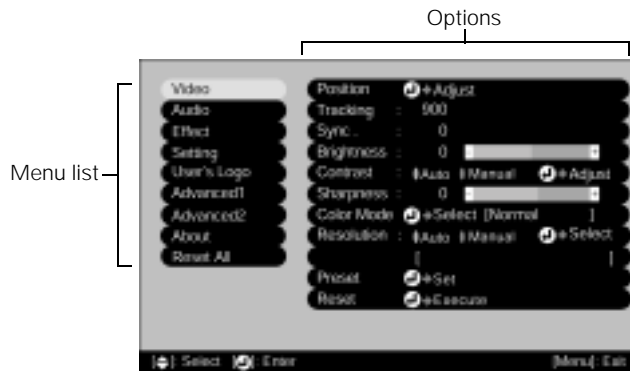 Options
Menu list
Video
Audio
Effect
Setting
User's Logo
Advanced1
Advanced2
About
Reset All
Position Adjust
Tracking : 900
Sync. : 0
Brightness : 0 - +
Contrast : Auto Manual Adjust
Sharpness : 0 - +
Color Mode Select [Normal ]
Resolution : Auto Manual Select
[ ]
Preset Set
Reset Execute
[ ]: Select [ ]: Enter [Menu]: Exit